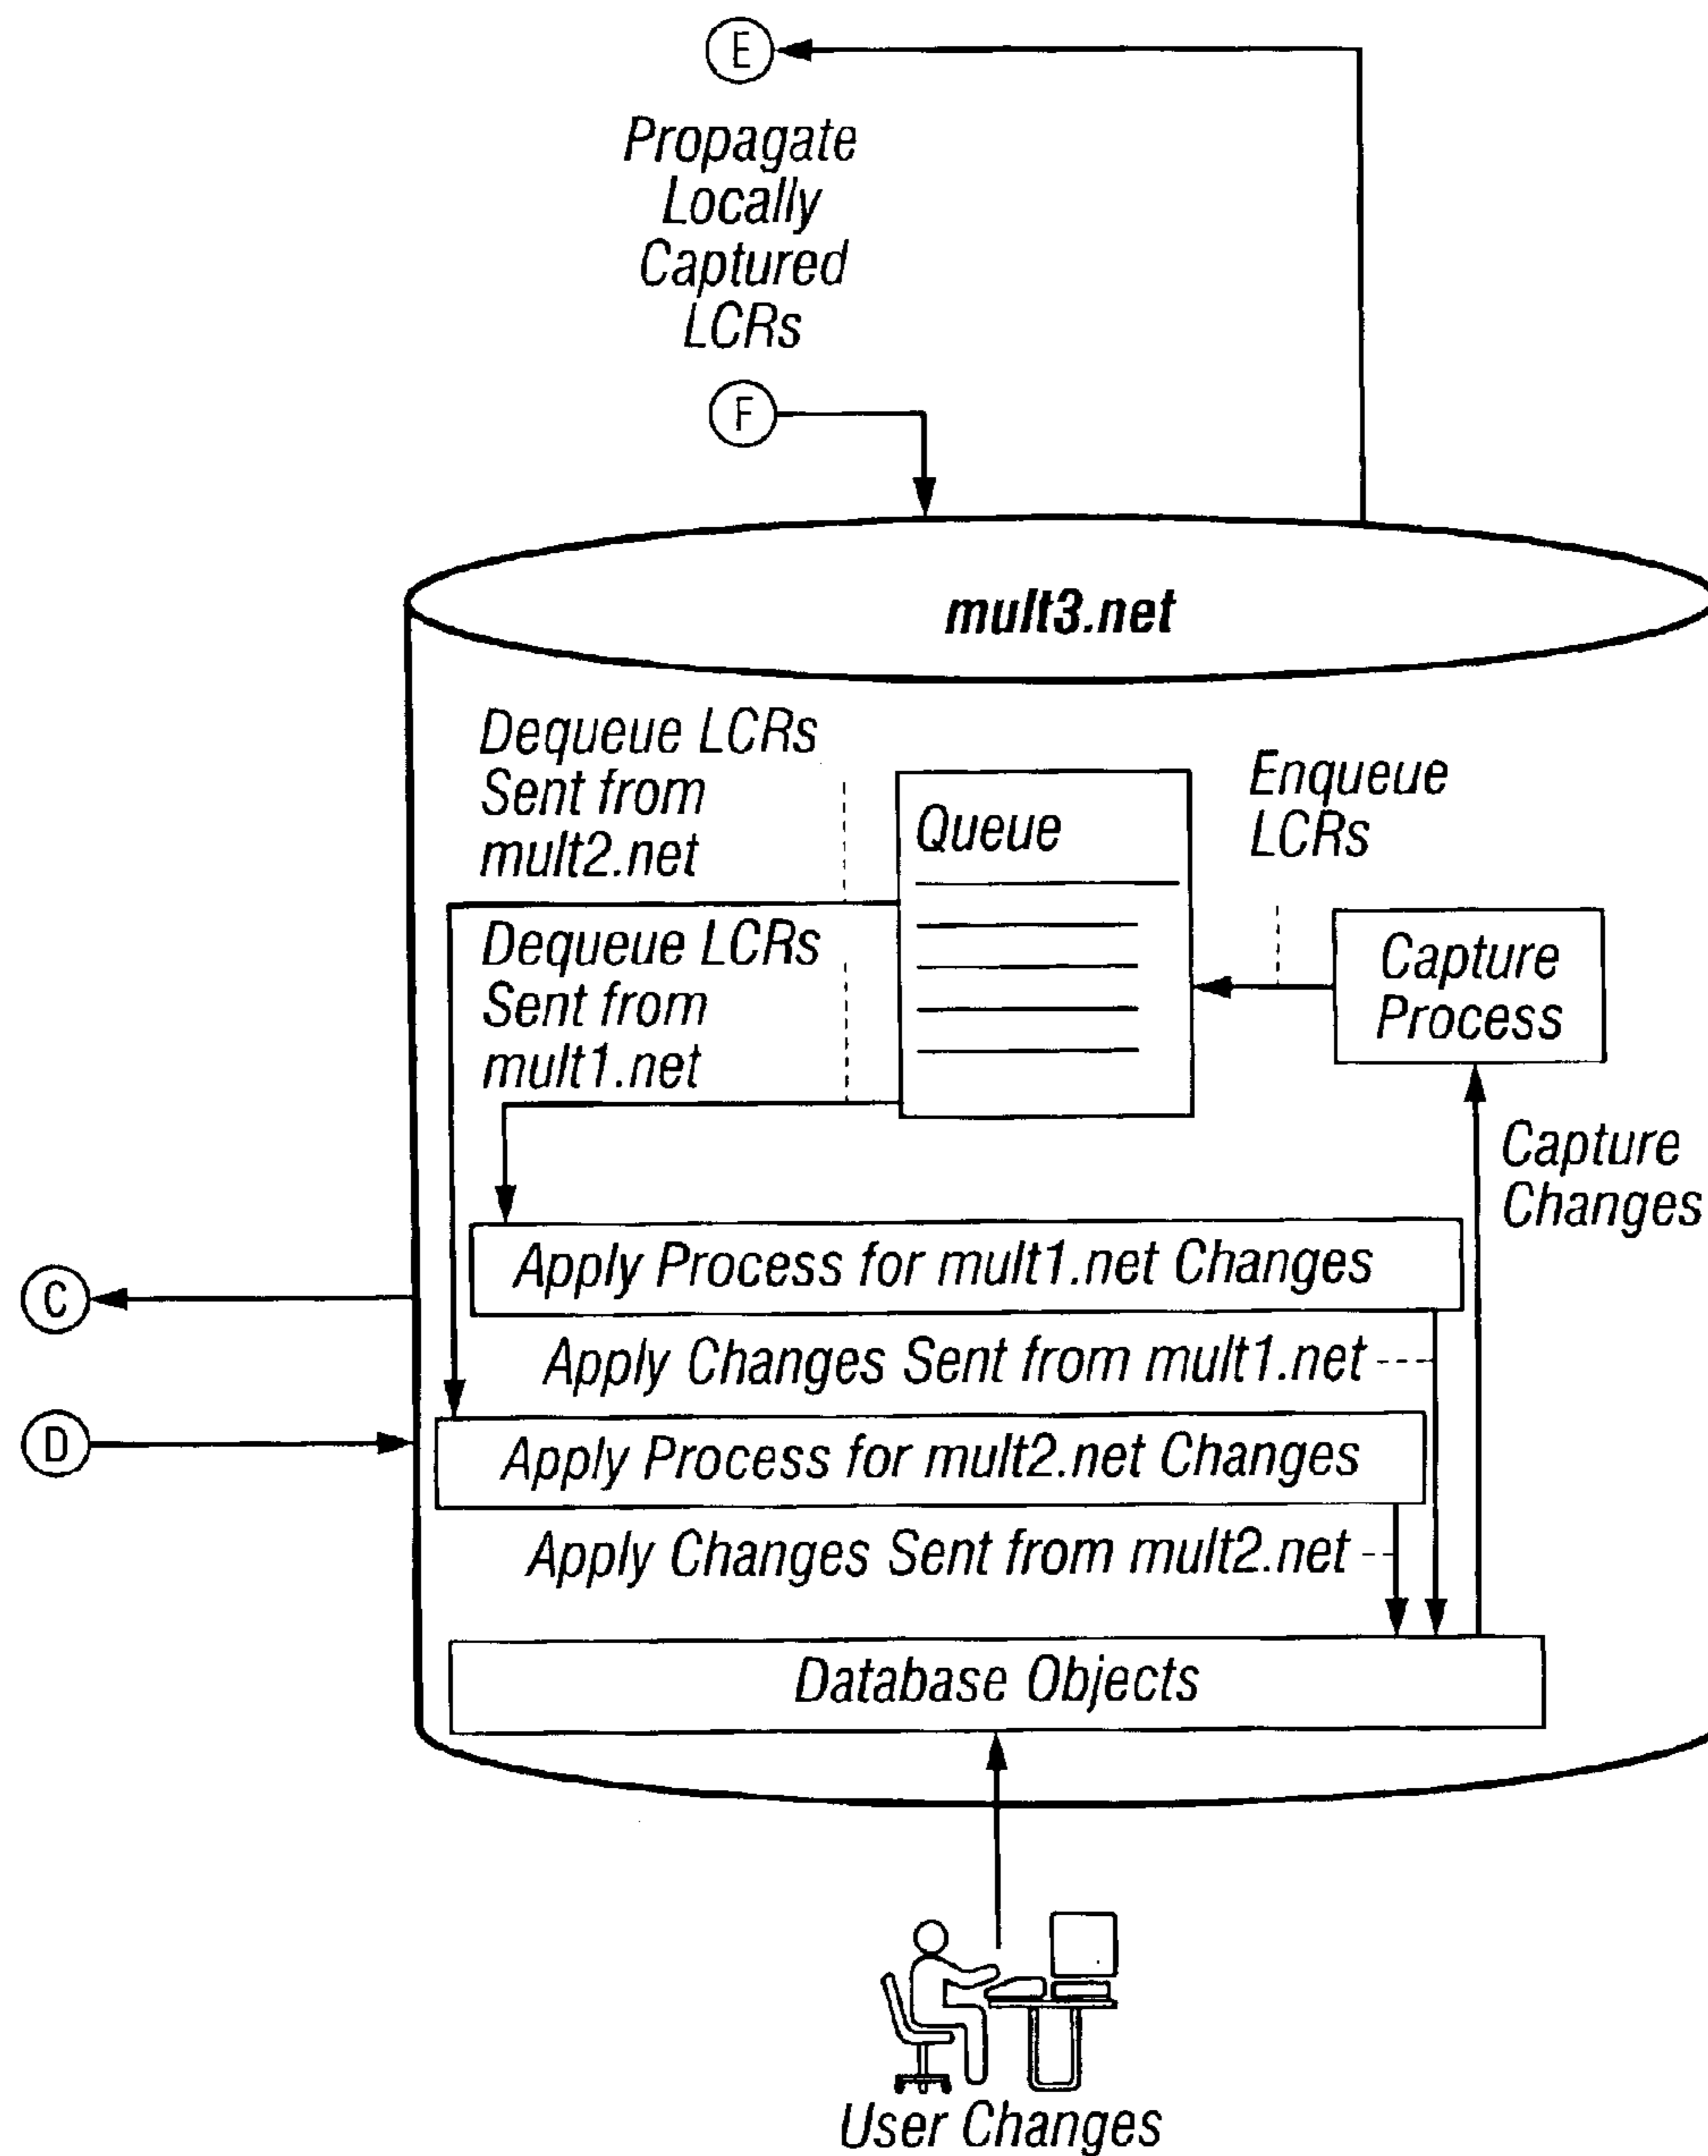 E
Propagate
Locally
Captured
LCRs
F
mult3.net
Dequeue LCRs
Sent from
mult2.net
Queue
Enqueue
LCRs
Dequeue LCRs
Sent from
mult1.net
Capture
Process
Capture
Changes
Apply Process for mult1.net Changes
C
Apply Changes Sent from mult1.net
D
Apply Process for mult2.net Changes
Apply Changes Sent from mult2.net
Database Objects
User Changes